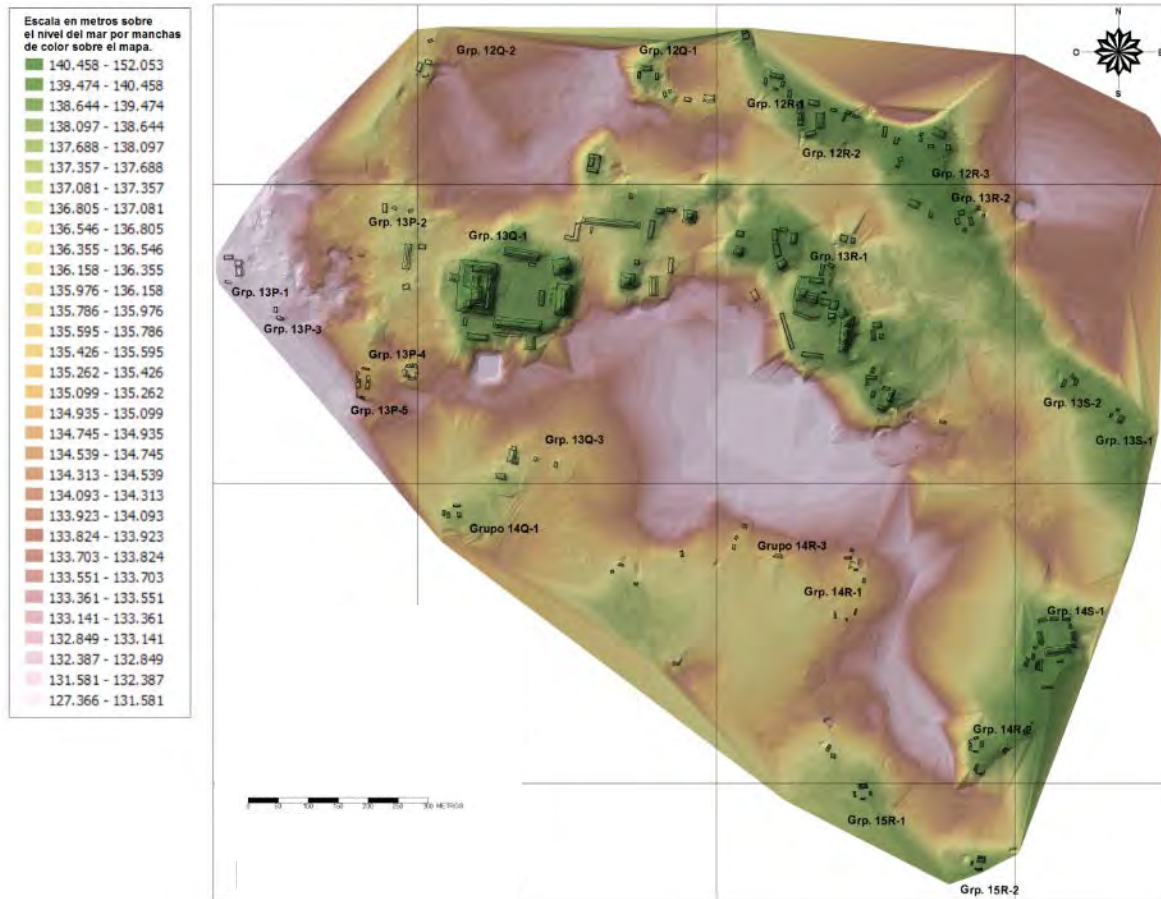 Escala en metros sobre
el nivel del mar por manchas
de color sobre el mapa.
140.458 - 152.053
139.474 - 140.458
138.644 - 139.474
138.097 - 138.644
137.688 - 138.097
137.357 - 137.688
137.081 - 137.357
136.805 - 137.081
136.546 - 136.805
136.355 - 136.546
136.158 - 136.355
135.976 - 136.158
135.786 - 135.976
135.595 - 135.786
135.426 - 135.595
135.262 - 135.426
135.099 - 135.262
134.935 - 135.099
134.745 - 134.935
134.539 - 134.745
134.313 - 134.539
134.093 - 134.313
133.923 - 134.093
133.824 - 133.923
133.703 - 133.824
133.551 - 133.703
133.361 - 133.551
133.141 - 133.361
132.849 - 133.141
132.387 - 132.849
131.581 - 132.387
127.366 - 131.581
N
O
E
S
Grp. 12Q-2
Grp. 12Q-1
Grp. 12R-1
Grp. 12R-2
Grp. 12R-3
Grp. 13R-2
Grp. 13P-2
Grp. 13Q-1
Grp. 13R-1
Grp. 13P-1
Grp. 13P-3
Grp. 13P-4
Grp. 13P-5
Grp. 13S-2
Grp. 13S-1
Grp. 13Q-3
Grupo 14Q-1
Grupo 14R-3
Grp. 14R-1
Grp. 14S-1
Grp. 14R-2
Grp. 15R-1
Grp. 15R-2
0 50 100 150 200 250 300 METROS